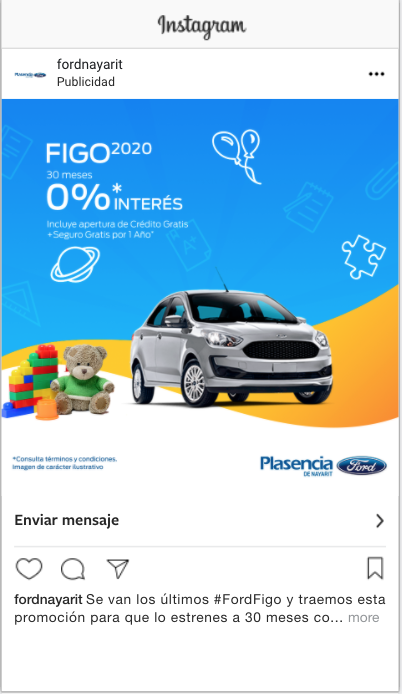 Instagram
Plasencia Ford
fordnayarit
Publicidad
FIGO2020
30 meses
0%* INTERÉS
Incluye apertura de Crédito Gratis
+Seguro Gratis por 1 Año*
*Consulta términos y condiciones.
Imagen de carácter ilustrativo
Plasencia Ford
DE NAYARIT
Enviar mensaje
fordnayarit Se van los últimos #FordFigo y traemos esta
promoción para que lo estrenes a 30 meses co... more